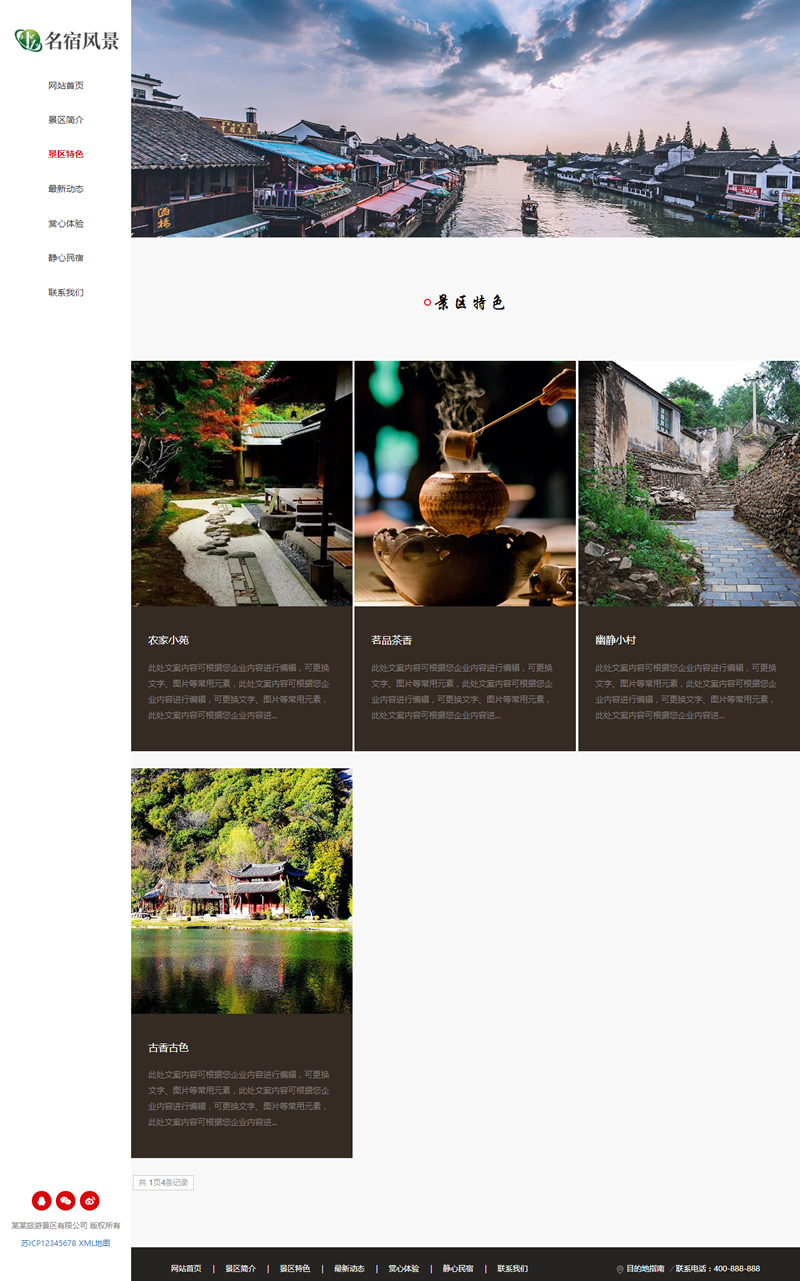 名宿风景
网站首页
景区简介
景区特色
最新动态
赏心体验
静心民宿
联系我们
酒楼
景区特色
农家小苑
此处文案内容可根据您企业内容进行编辑，可更换
文字、图片等常用元素，此处文案内容可根据您企
业内容进行编辑，可更换文字、图片等常用元素，
此处文案内容可根据您企业内容进...
茗品茶香
此处文案内容可根据您企业内容进行编辑，可更换
文字、图片等常用元素，此处文案内容可根据您企
业内容进行编辑，可更换文字、图片等常用元素，
此处文案内容可根据您企业内容进...
幽静小村
此处文案内容可根据您企业内容进行编辑，可更换
文字、图片等常用元素，此处文案内容可根据您企
业内容进行编辑，可更换文字、图片等常用元素，
此处文案内容可根据您企业内容进...
古香古色
此处文案内容可根据您企业内容进行编辑，可更换
文字、图片等常用元素，此处文案内容可根据您企
业内容进行编辑，可更换文字、图片等常用元素，
此处文案内容可根据您企业内容进...
共 1页4条记录
某某旅游景区有限公司 版权所有
苏ICP12345678 XML地图
网站首页 | 景区简介 | 景区特色 | 最新动态 | 赏心体验 | 静心民宿 | 联系我们
目的地指南 / 联系电话：400-888-888